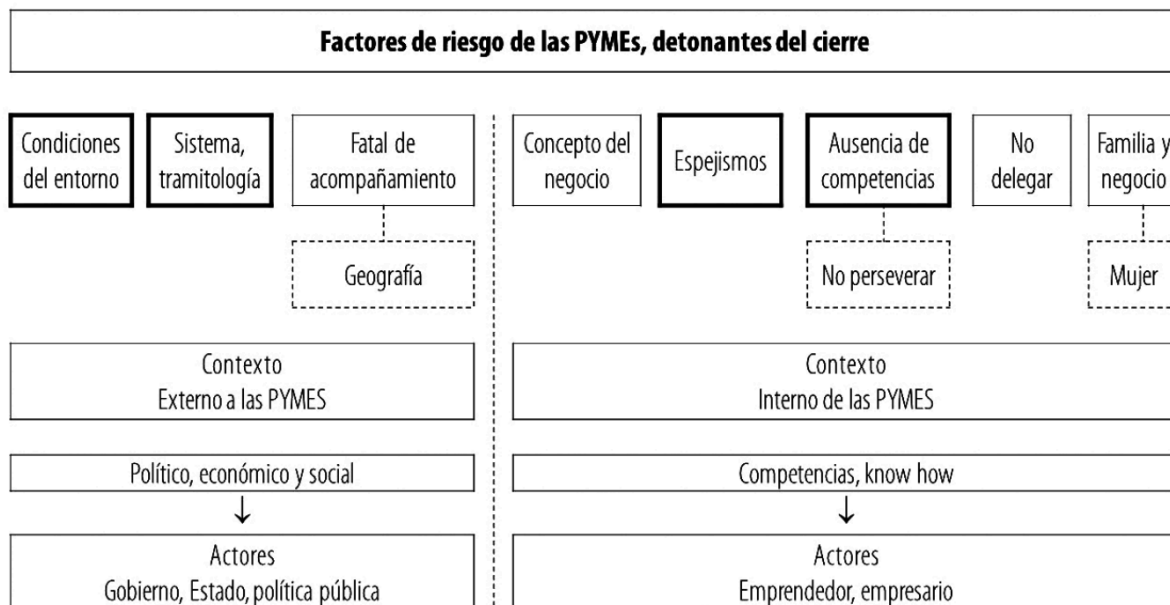 Factores de riesgo de las PYMEs, detonantes del cierre
Condiciones
del entorno
Sistema,
tramitología
Fatal de
acompañamiento
Geografía
Concepto del
negocio
Espejismos
Ausencia de
competencias
No perseverar
No
delegar
Familia y
negocio
Mujer
Contexto
Externo a las PYMES
Contexto
Interno de las PYMES
Político, económico y social
Competencias, know how
Actores
Gobierno, Estado, política pública
Actores
Emprendedor, empresario